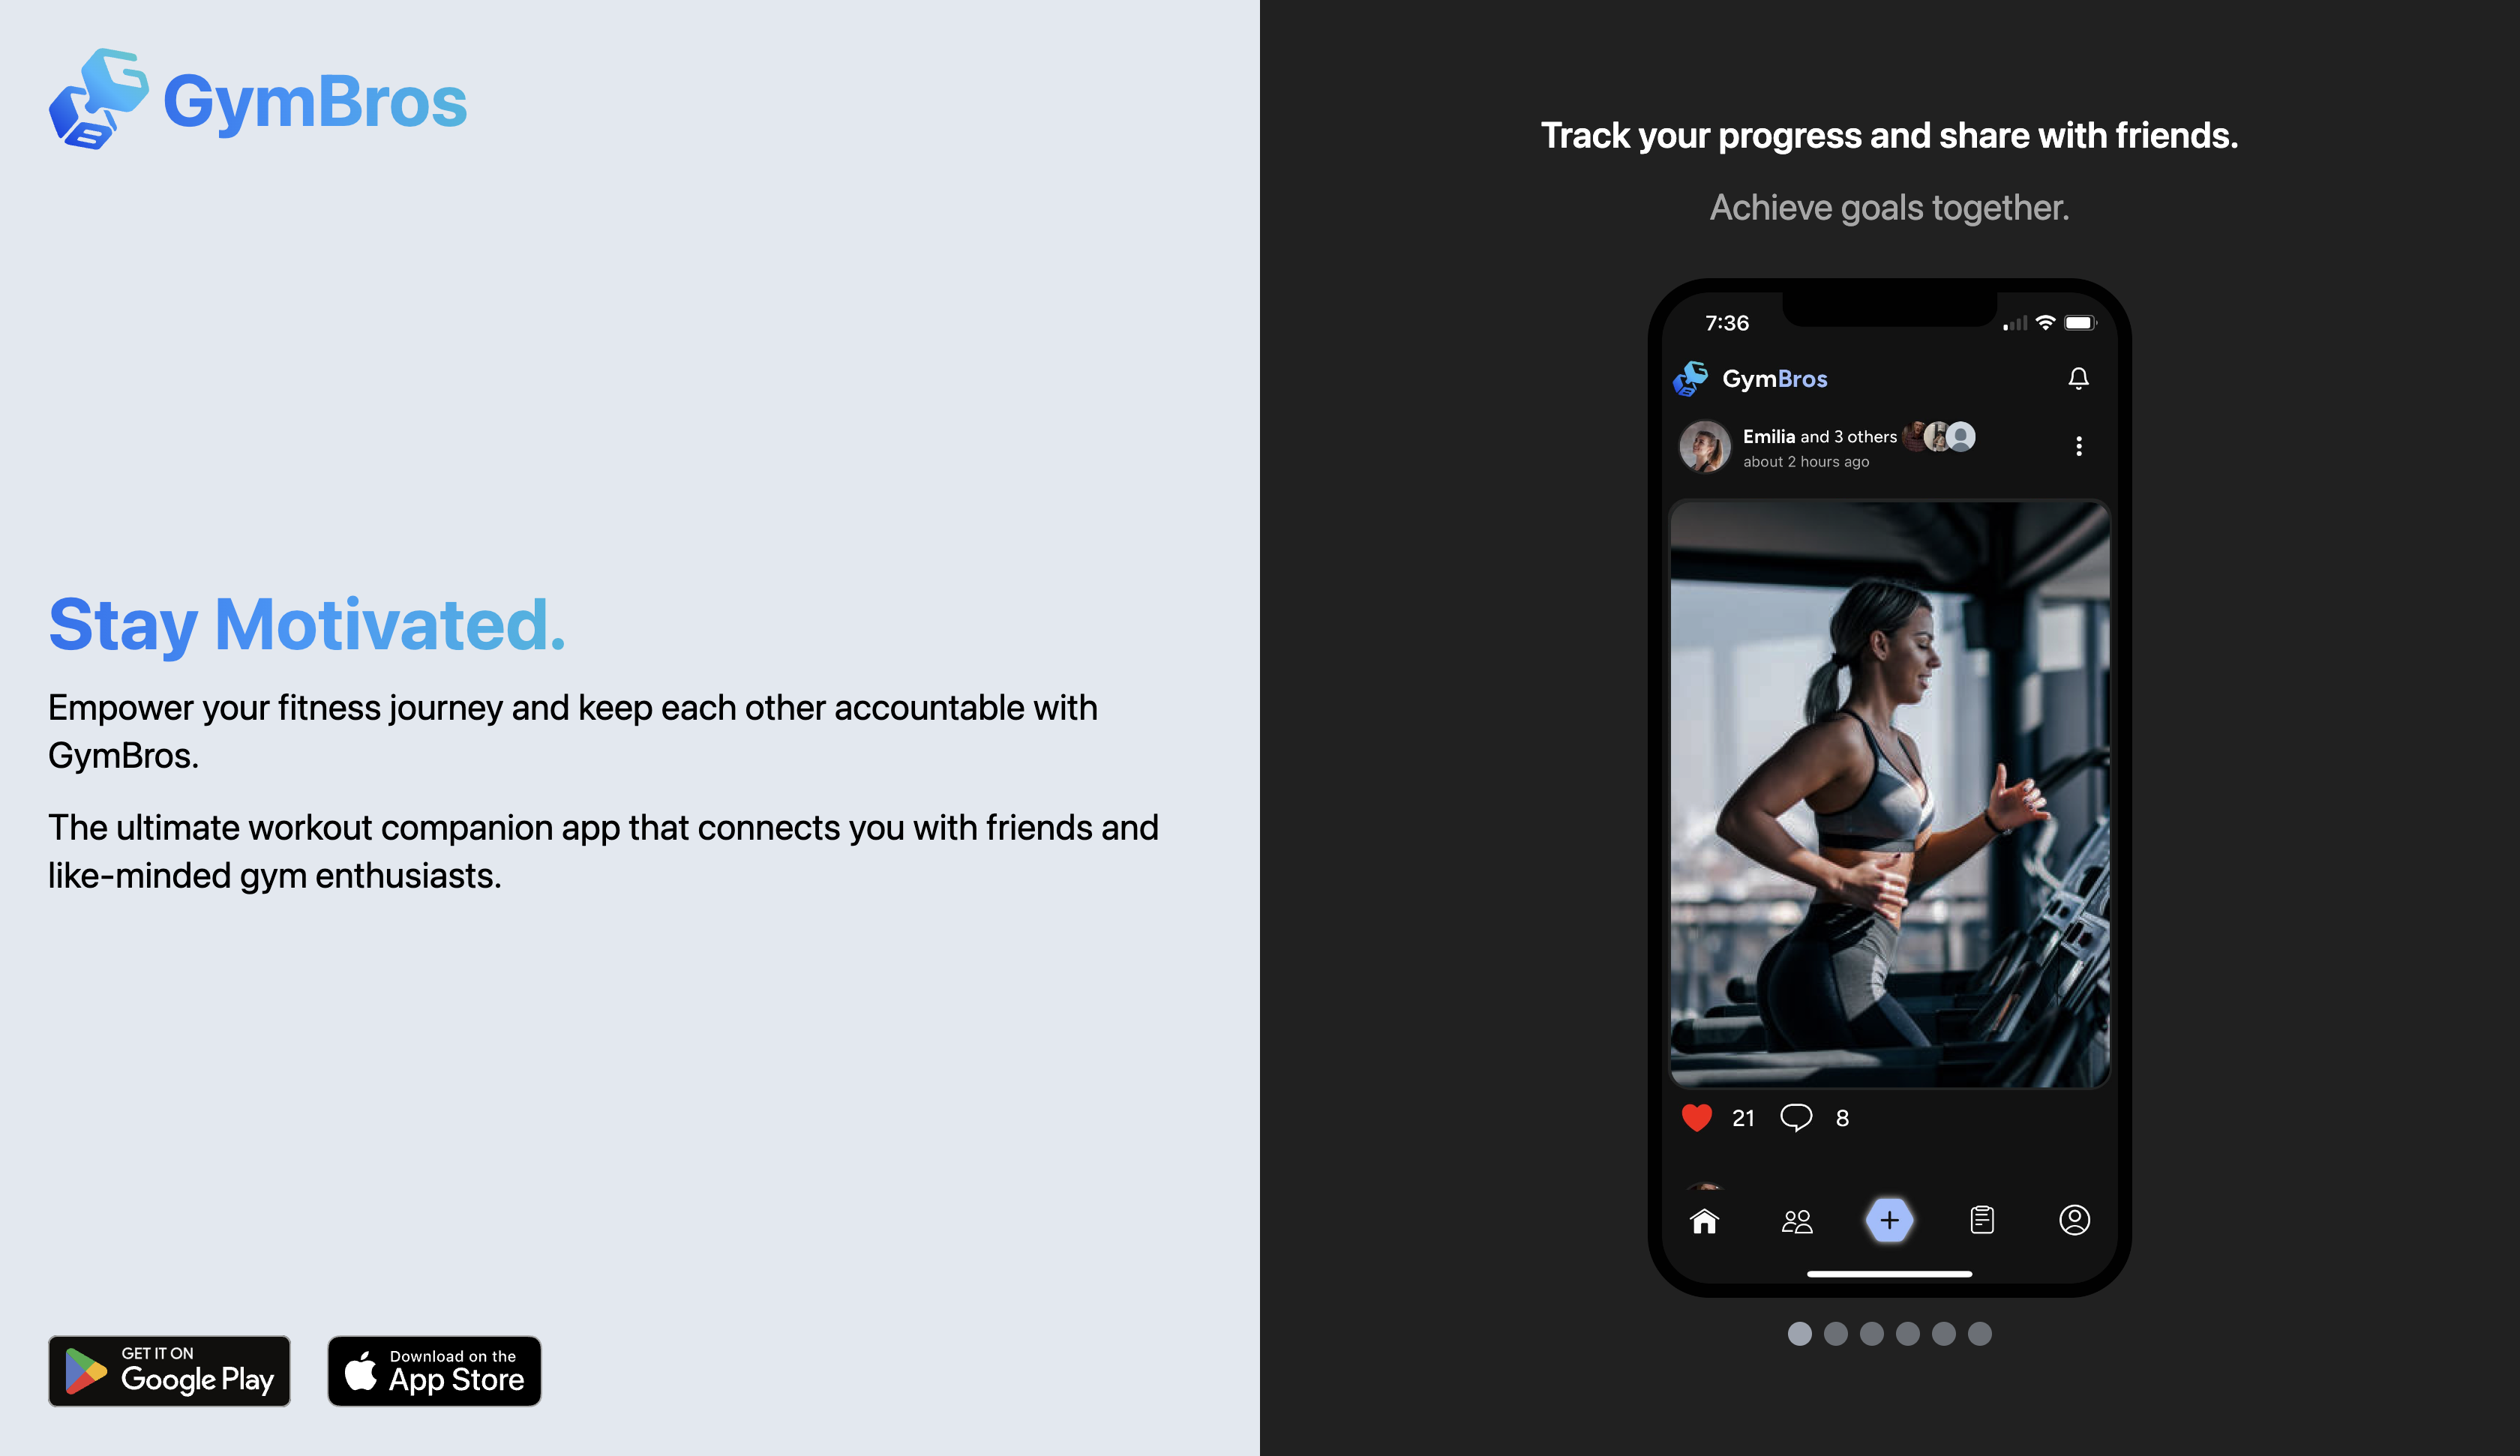 GymBros
Stay Motivated.
Empower your fitness journey and keep each other accountable with
GymBros.
The ultimate workout companion app that connects you with friends and
like-minded gym enthusiasts.
GET IT ON
Google Play
Download on the
App Store
Track your progress and share with friends.
Achieve goals together.
7:36
GymBros
Emilia and 3 others
about 2 hours ago
21 8